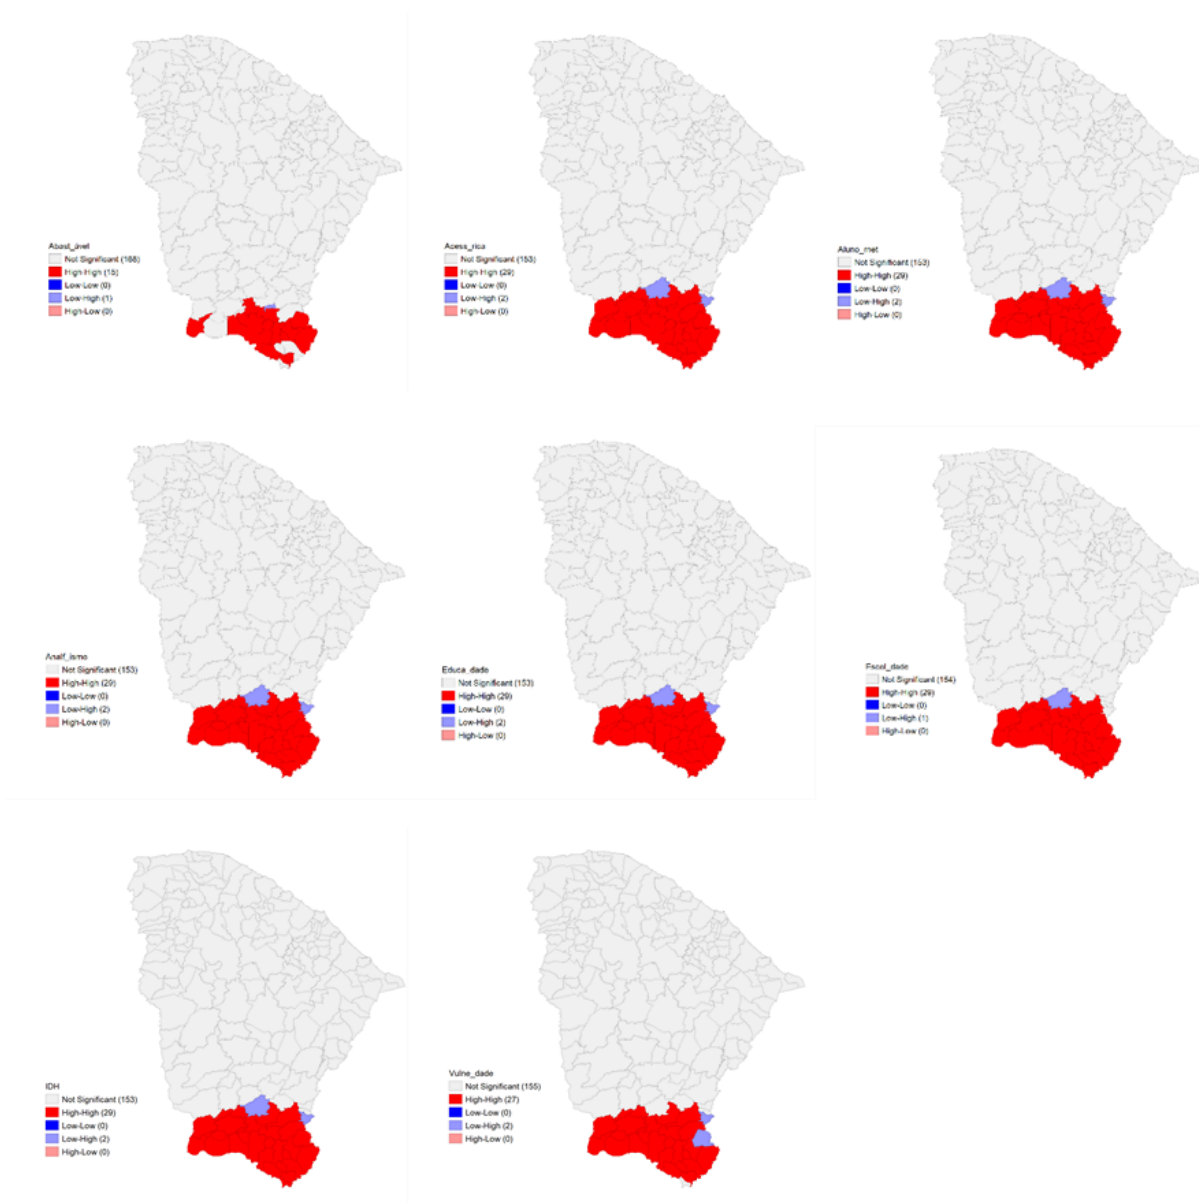 Abast_ável
Not Significant (168)
High-High (15)
Low-Low (0)
Low-High (1)
High-Low (0)
Acess_rica
Not Significant (153)
High-High (29)
Low-Low (0)
Low-High (2)
High-Low (0)
Aluno_met
Not Significant (153)
High-High (29)
Low-Low (0)
Low-High (2)
High-Low (0)
Analf_ismo
Not Significant (153)
High-High (29)
Low-Low (0)
Low-High (2)
High-Low (0)
Educa_dade
Not Significant (153)
High-High (29)
Low-Low (0)
Low-High (2)
High-Low (0)
Escol_dade
Not Significant (154)
High-High (29)
Low-Low (0)
Low-High (1)
High-Low (0)
IDH
Not Significant (153)
High-High (29)
Low-Low (0)
Low-High (2)
High-Low (0)
Vulne_dade
Not Significant (155)
High-High (27)
Low-Low (0)
Low-High (2)
High-Low (0)